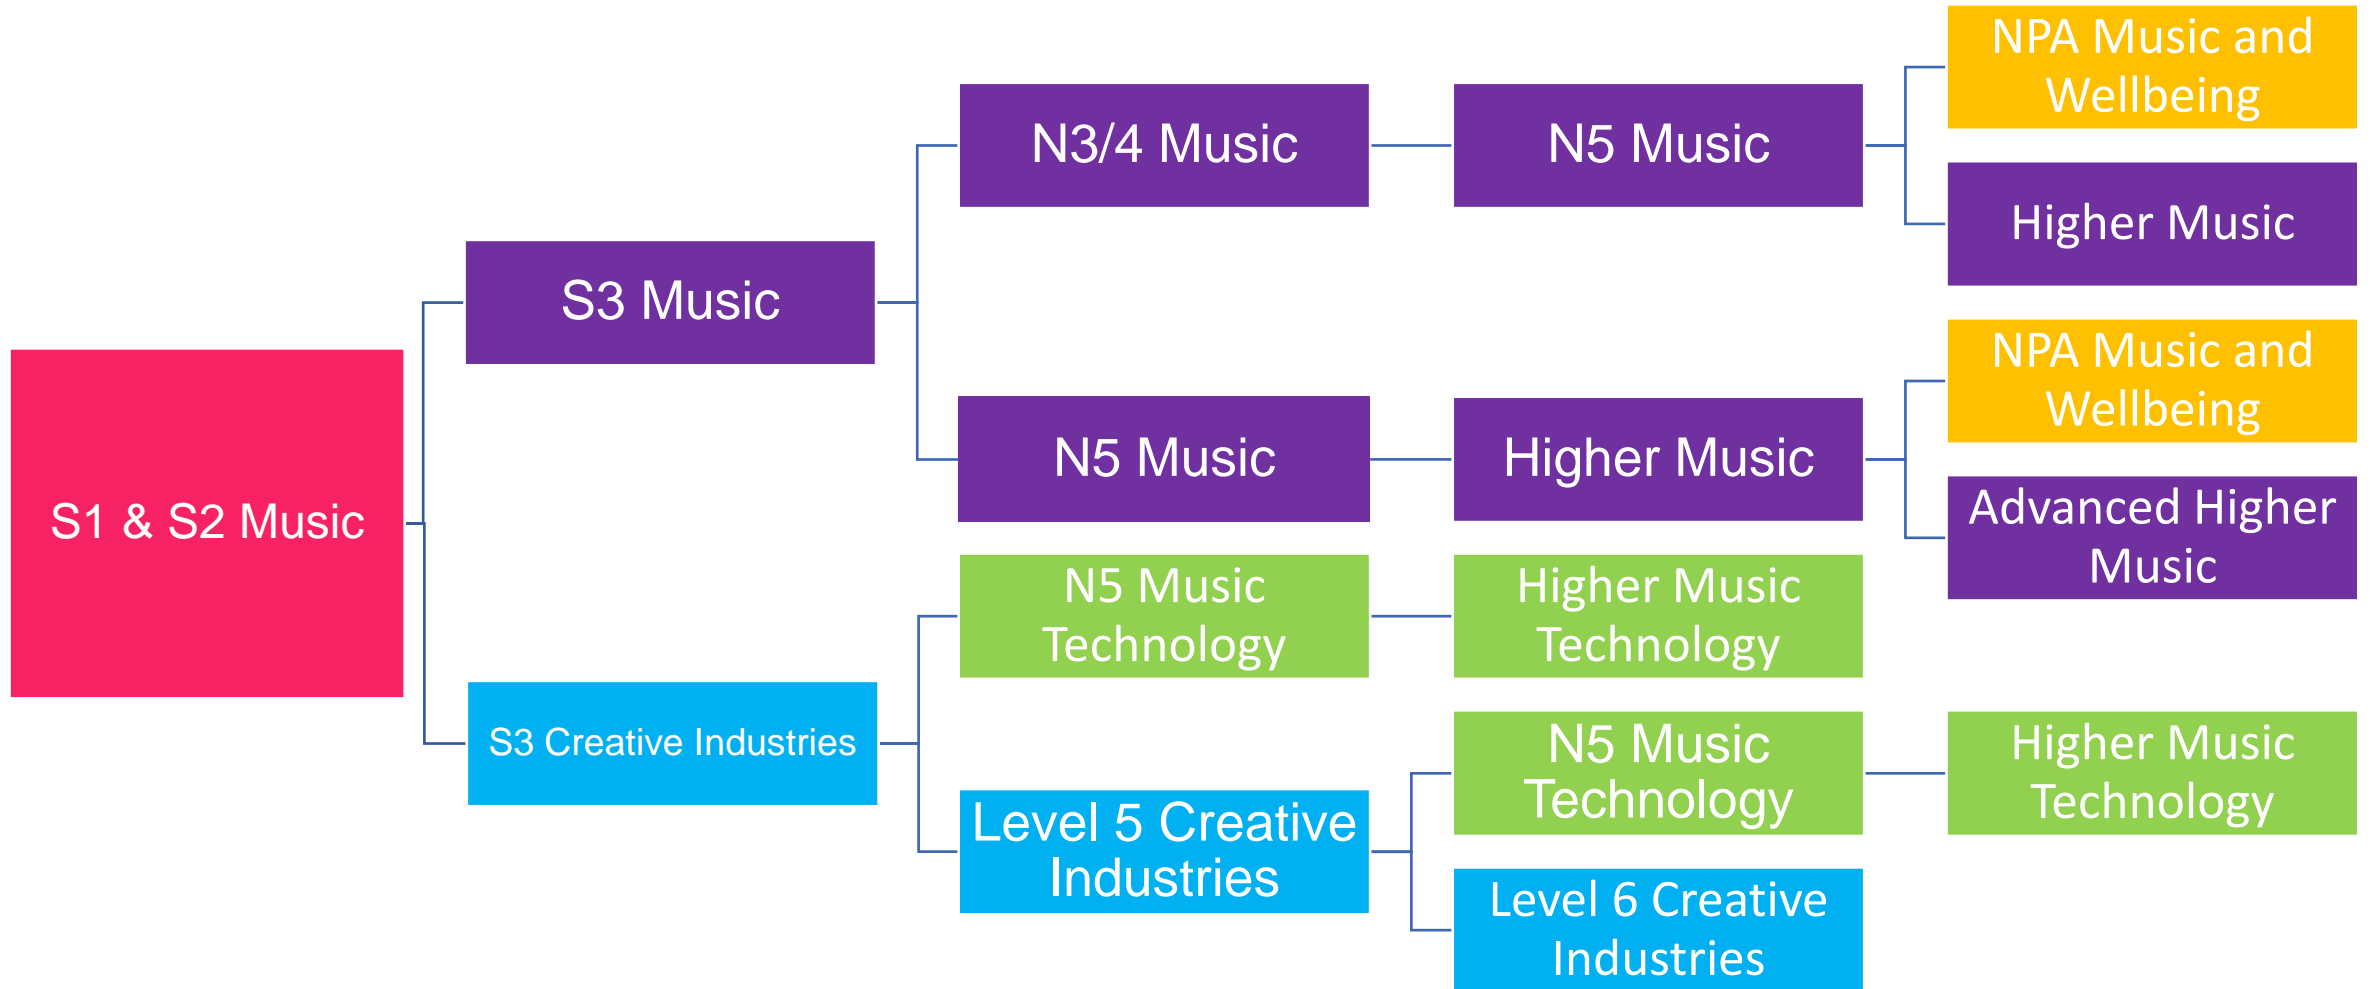 NPA Music and
Wellbeing
N3/4 Music
N5 Music
Higher Music
S3 Music
NPA Music and
Wellbeing
N5 Music
Higher Music
Advanced Higher
Music
S1 & S2 Music
N5 Music
Technology
Higher Music
Technology
S3 Creative Industries
N5 Music
Technology
Higher Music
Technology
Level 5 Creative
Industries
Level 6 Creative
Industries